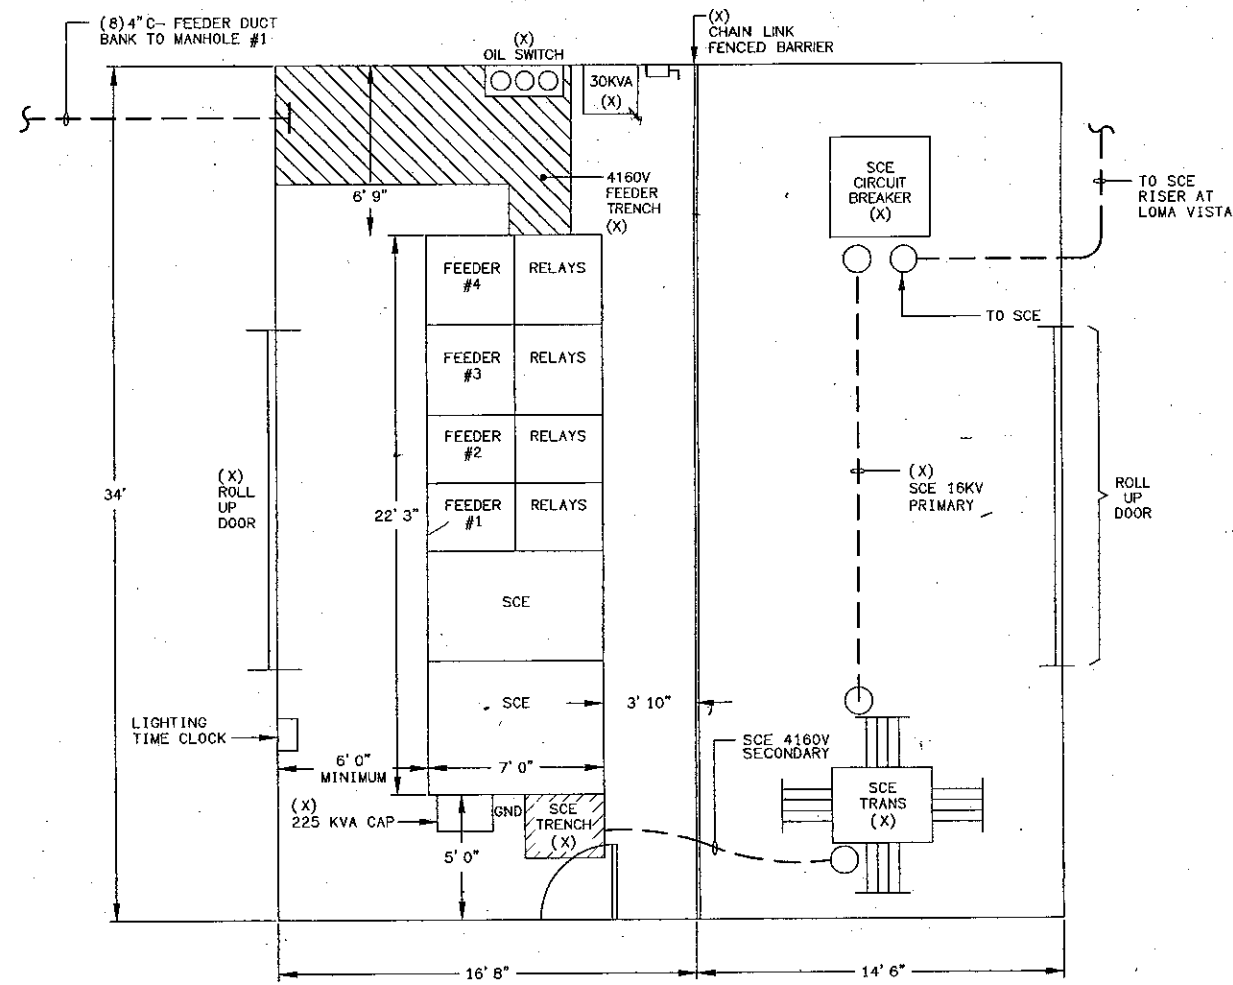 (8)4"C- FEEDER DUCT
BANK TO MANHOLE #1
(X)
OIL SWITCH
(X)
CHAIN LINK
FENCED BARRIER
30KVA
(X)
4160V
FEEDER
TRENCH
(X)
SCE
CIRCUIT
BREAKER
(X)
TO SCE
RISER AT
LOMA VISTA
6' 9"
FEEDER
#4
RELAYS
TO SCE
FEEDER
#3
RELAYS
FEEDER
#2
RELAYS
FEEDER
#1
RELAYS
34'
(X)
ROLL
UP
DOOR
22' 3"
(X)
SCE 16KV
PRIMARY
ROLL
UP
DOOR
SCE
SCE
3' 10"
LIGHTING
TIME CLOCK
SCE 4160V
SECONDARY
6' 0"
MINIMUM
7' 0"
(X)
225 KVA CAP
GND
SCE
TRENCH
(X)
SCE
TRANS
(X)
5' 0"
16' 8"
14' 6"